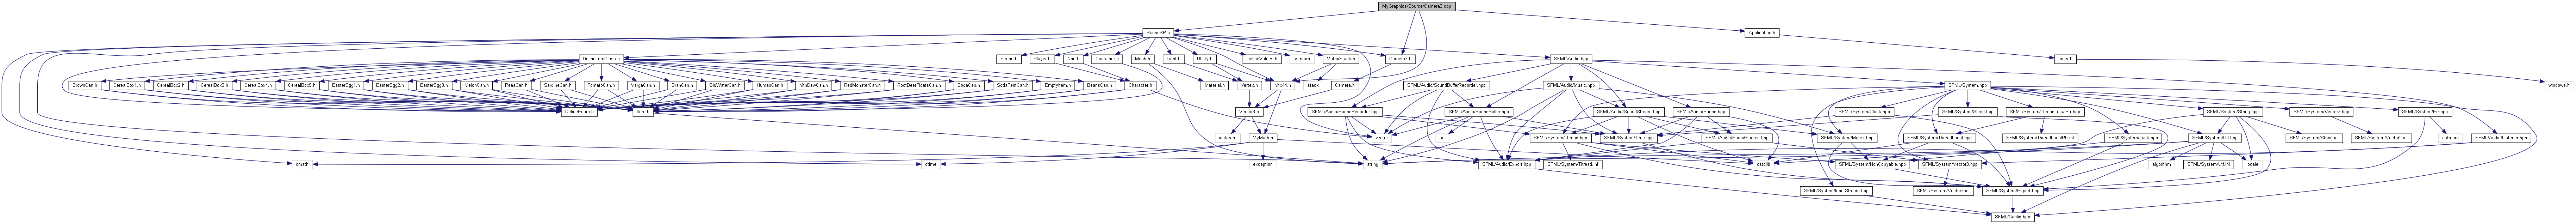 MyGraphics/Source/Camera3.cpp
SceneSP.h
Application.h
DefineItemClass.h
Scene.h
Player.h
Npc.h
Container.h
Mesh.h
Light.h
Utility.h
DefineValues.h
sstream
MatrixStack.h
Camera3.h
SFML/Audio.hpp
timer.h
BrownCan.h
CerealBox1.h
CerealBox2.h
CerealBox3.h
CerealBox4.h
CerealBox5.h
EasterEgg1.h
EasterEgg2.h
EasterEgg3.h
MelonCan.h
PeasCan.h
SardineCan.h
TomatoCan.h
VargaCan.h
BrenCan.h
GluWaterCan.h
HumanCan.h
MtnDewCan.h
RedMonsterCan.h
RootBeerFloatsCan.h
SodaCan.h
SodaFestCan.h
EmptyItem.h
BeansCan.h
Character.h
Material.h
Vertex.h
Mtx44.h
stack
Camera.h
SFML/Audio/SoundBufferRecorder.hpp
SFML/Audio/Music.hpp
SFML/System.hpp
windows.h
DefineEnum.h
Item.h
Vector3.h
SFML/Audio/SoundRecorder.hpp
SFML/Audio/SoundBuffer.hpp
SFML/Audio/SoundStream.hpp
SFML/Audio/Sound.hpp
SFML/System/Clock.hpp
SFML/System/Sleep.hpp
SFML/System/ThreadLocalPtr.hpp
SFML/System/String.hpp
SFML/System/Vector2.hpp
SFML/System/Err.hpp
iostream
MyMath.h
vector
set
SFML/System/Thread.hpp
SFML/System/Time.hpp
SFML/Audio/SoundSource.hpp
SFML/System/Mutex.hpp
SFML/System/ThreadLocal.hpp
SFML/System/ThreadLocalPtr.inl
SFML/System/Lock.hpp
SFML/System/Utf.hpp
SFML/System/String.inl
SFML/System/Vector2.inl
ostream
SFML/Audio/Listener.hpp
cmath
ctime
exception
string
SFML/Audio/Export.hpp
SFML/System/Thread.inl
cstdlib
SFML/System/NonCopyable.hpp
SFML/System/Vector3.hpp
algorithm
SFML/System/Utf.inl
locale
SFML/System/InputStream.hpp
SFML/System/Vector3.inl
SFML/System/Export.hpp
SFML/Config.hpp